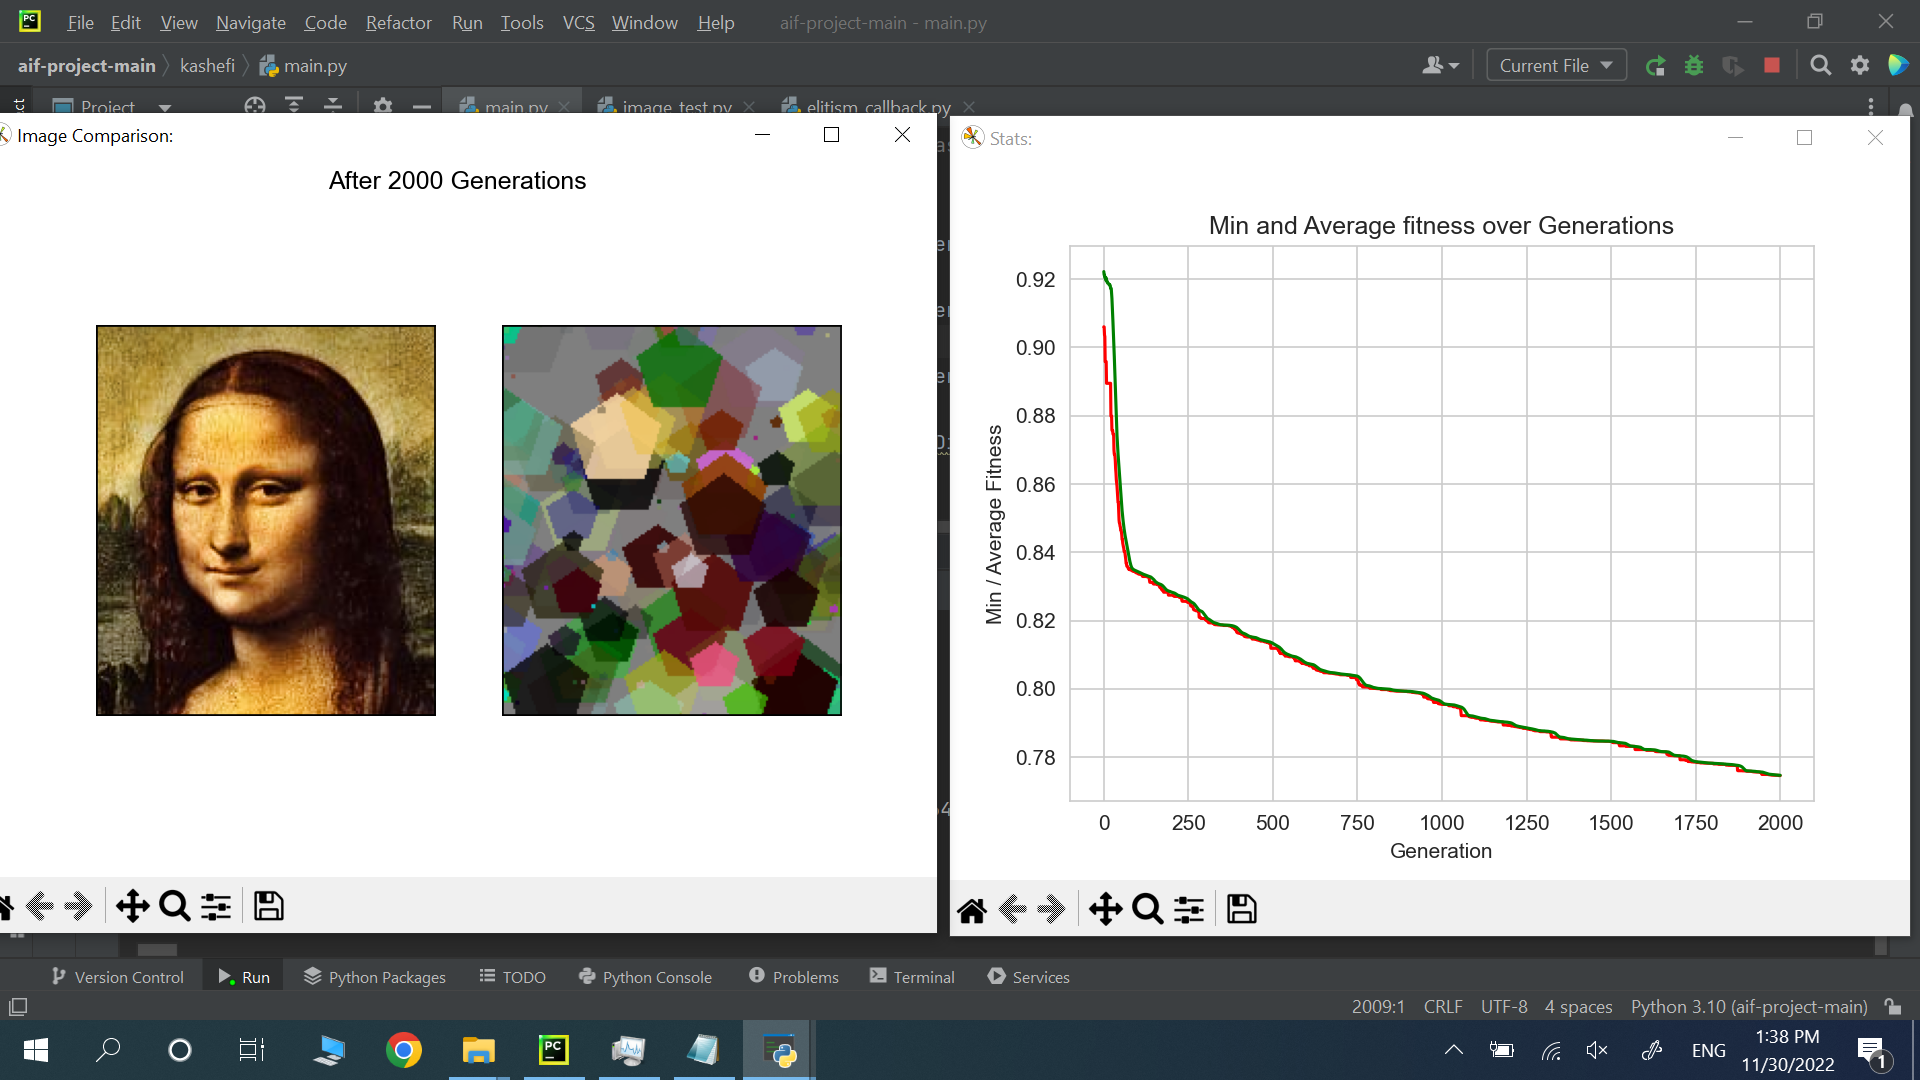 PC
File Edit View Navigate Code Refactor Run Tools VCS Window Help aif-project-main - main.py
aif-project-main kashefi main.py
Current File
Project main.py image_test.py elitism_callback.py
Image Comparison:
After 2000 Generations
Stats:
Min and Average fitness over Generations
Min / Average Fitness
0.92
0.90
0.88
0.86
0.84
0.82
0.80
0.78
0 250 500 750 1000 1250 1500 1750 2000
Generation
Version Control Run Python Packages TODO Python Console Problems Terminal Services
2009:1 CRLF UTF-8 4 spaces Python 3.10 (aif-project-main)
PC
ENG
1:38 PM
11/30/2022
1